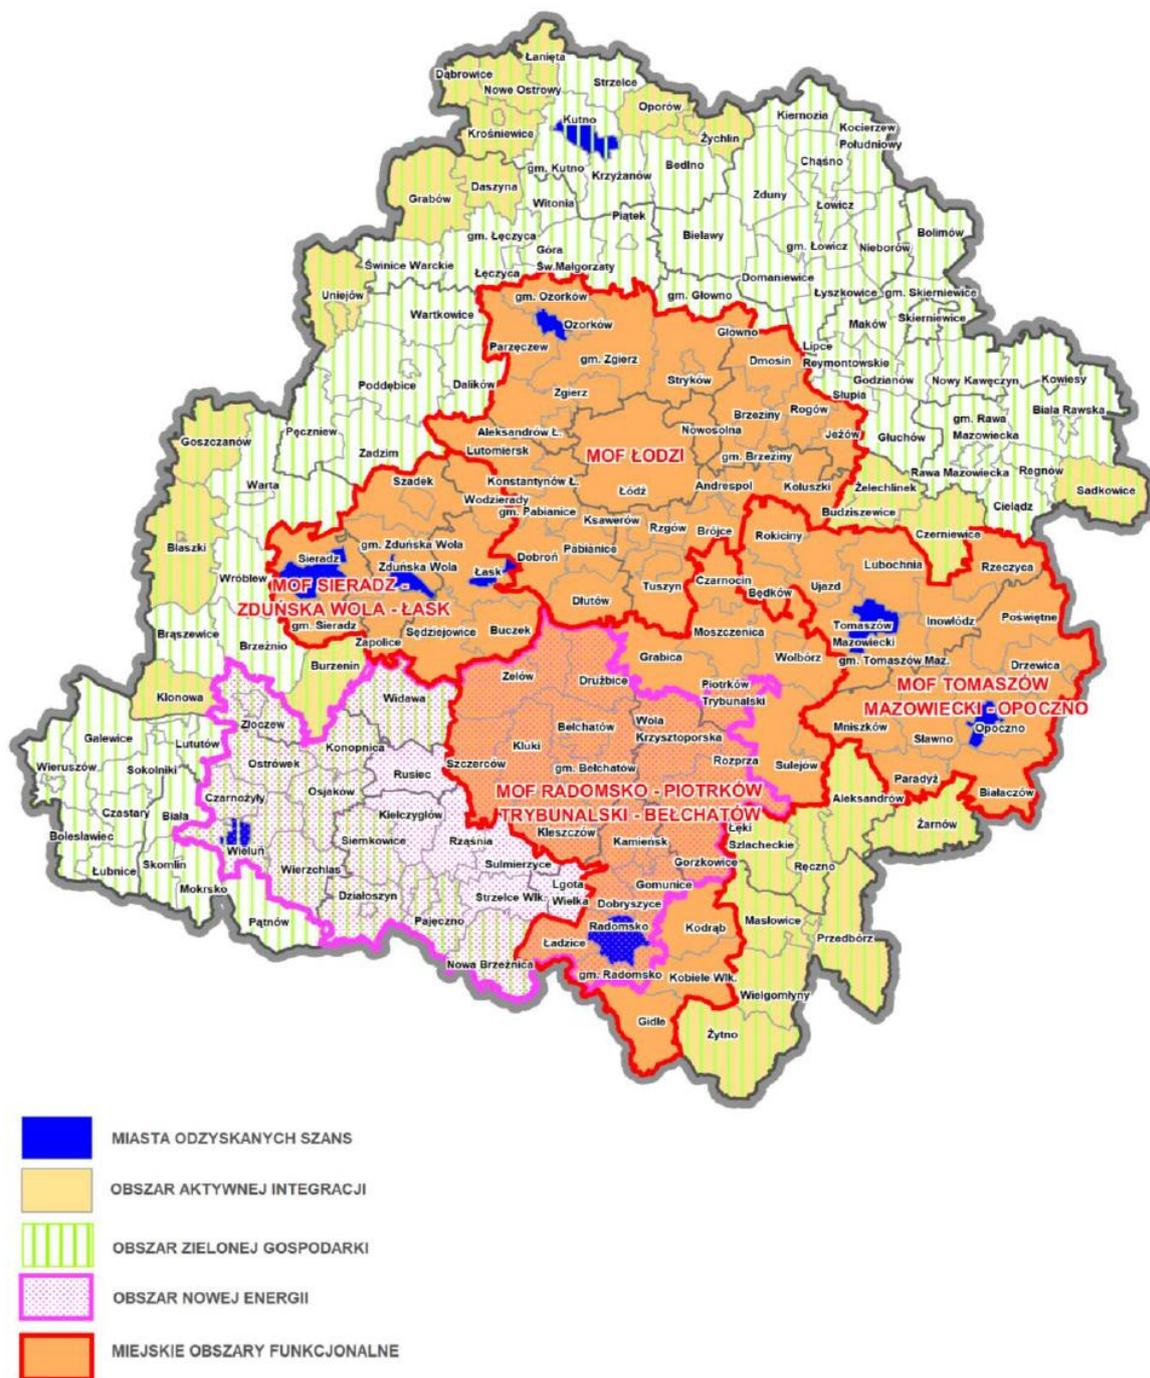 Łanięta
Dąbrowice
Nowe Ostrowy
Strzelce
Oporów
Krośniewice
Kutno
Żychlin
Kiernozia
Kocierzew
Południowy
gm. Kutno
Krzyżanów
Bedlno
Chąśno
Daszyna
Grabów
Witonia
Zduny
Łowicz
Piątek
Bielawy
gm. Łęczyca
Góra
Św.Małgorzaty
gm. Łowicz
Nieborów
Bolimów
Świnice Warckie
Łęczyca
Domaniewice
Uniejów
gm. Ozorków
gm. Głowno
Łyszkowice
gm. Skierniewice
Wartkowice
Ozorków
Głowno
Maków
Skierniewice
Parzęczew
gm. Zgierz
Dmosin
Lipce
Reymontowskie
Poddębice
Dalików
Zgierz
Stryków
Godzianów
Nowy Kawęczyn
Kowiesy
Słupia
Brzeziny
Rogów
gm. Rawa
Mazowiecka
Biała Rawska
Goszczanów
Pęczniew
Zadzim
Aleksandrów Ł.
Nowosolna
Jeżów
Głuchów
Lutomiersk
MOF ŁODZI
gm. Brzeziny
Rawa Mazowiecka
Regnów
Warta
Szadek
Konstantynów Ł.
Łódź
Andrespol
Koluszki
Żelechlinek
Sadkowice
Wodzierady
gm. Pabianice
Ksawerów
Rzgów
Brójce
Budziszewice
Cielądz
Błaszki
Sieradz
gm. Zduńska Wola
Dobroń
Pabianice
Rokiciny
Czerniewice
Wróblew
Zduńska Wola
Łask
Tuszyn
Czarnocin
Będków
Ujazd
Lubochnia
Rzeczyca
MOF SIERADZ -
ZDUŃSKA WOLA - ŁASK
Dłutów
gm. Sieradz
Sędziejowice
Buczek
Moszczenica
Tomaszów
Mazowiecki
Inowłódz
Poświętne
Brąszewice
Brzeźnio
Zapolice
Grabica
Wolbórz
gm. Tomaszów Maz.
Drzewica
Burzenin
Zelów
Drużbice
Piotrków
Trybunalski
MOF TOMASZÓW
MAZOWIECKI - OPOCZNO
Klonowa
Widawa
Złoczew
Bełchatów
Wola
Krzysztoporska
Mniszków
Opoczno
Galewice
Lututów
Konopnica
Kluki
Sławno
Wieruszów
Sokolniki
Ostrówek
Rusiec
Szczerców
gm. Bełchatów
Rozprza
Sulejów
Paradyż
Czarnożyły
Osjaków
MOF RADOMSKO - PIOTRKÓW
TRYBUNALSKI - BEŁCHATÓW
Aleksandrów
Białaczów
Czastary
Biała
Kiełczygłów
Bolesławiec
Wieluń
Siemkowice
Rząśnia
Kleszczów
Kamieńsk
Łęki
Szlacheckie
Żarnów
Łubnice
Skomlin
Wierzchlas
Sulmierzyce
Gorzkowice
Ręczno
Mokrsko
Działoszyn
Strzelce Wlk.
Lgota
Wielka
Gomunice
Dobryszyce
Pątnów
Pajęczno
Radomsko
Kodrąb
Masłowice
Przedbórz
Nowa Brzeźnica
Ładzice
gm. Radomsko
Kobiele Wlk.
Wielgomłyny
Gidle
Żytno
MIASTA ODZYSKANYCH SZANS
OBSZAR AKTYWNEJ INTEGRACJI
OBSZAR ZIELONEJ GOSPODARKI
OBSZAR NOWEJ ENERGII
MIEJSKIE OBSZARY FUNKCJONALNE